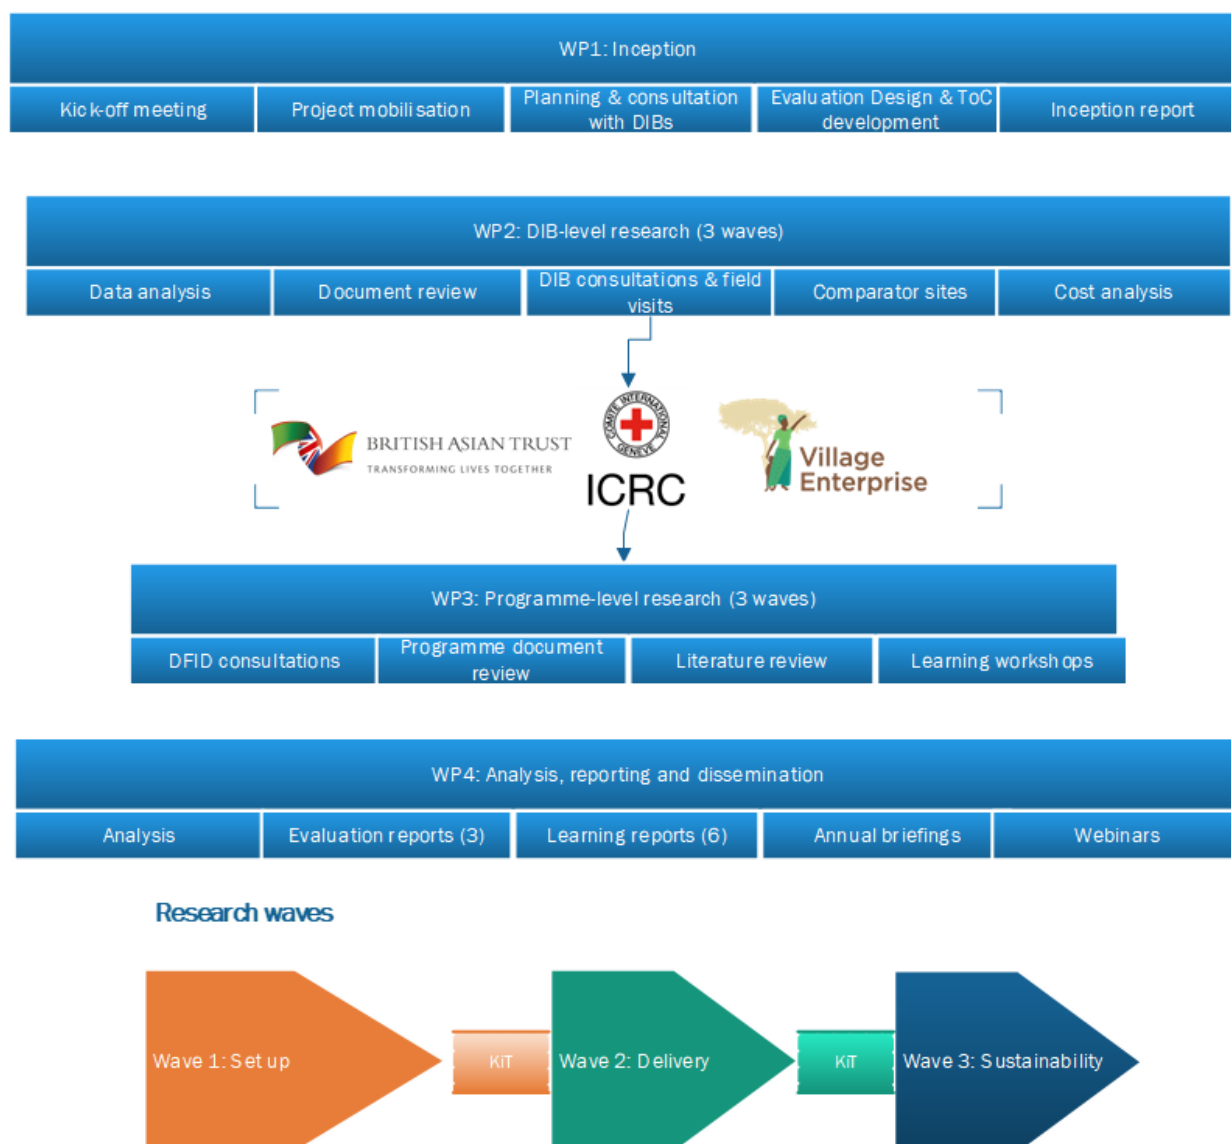 WP1: Inception
Kick-off meeting
Project mobilisation
Planning & consultation
with DIBs
Evaluation Design & ToC
development
Inception report
WP2: DIB-level research (3 waves)
Data analysis
Document review
DIB consultations & field
visits
Comparator sites
Cost analysis
BRITISH ASIAN TRUST
TRANSFORMING LIVES TOGETHER
COMITE INTERNATIONAL
GENEVE
ICRC
Village
Enterprise
WP3: Programme-level research (3 waves)
DFID consultations
Programme document
review
Literature review
Learning workshops
WP4: Analysis, reporting and dissemination
Analysis
Evaluation reports (3)
Learning reports (6)
Annual briefings
Webinars
Research waves
Wave 1: Set up
KiT
Wave 2: Delivery
KiT
Wave 3: Sustainability